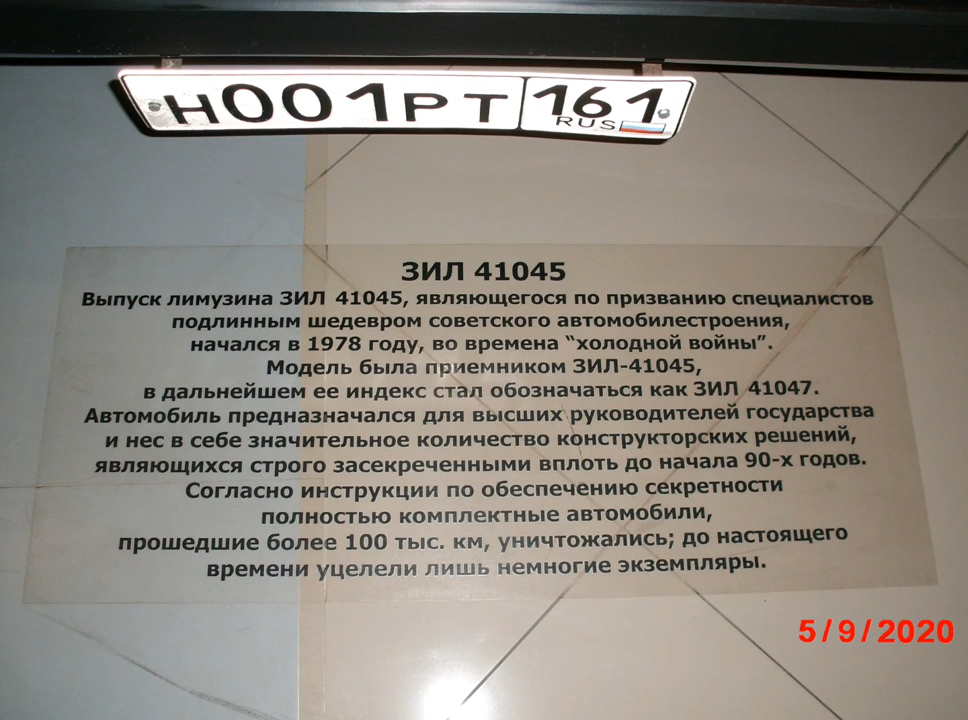 Н001РТ 161
RUS
ЗИЛ 41045
Выпуск лимузина ЗИЛ 41045, являющегося по призванию специалистов
подлинным шедевром советского автомобилестроения,
начался в 1978 году, во времена “холодной войны”.
Модель была приемником ЗИЛ-41045,
в дальнейшем ее индекс стал обозначаться как ЗИЛ 41047.
Автомобиль предназначался для высших руководителей государства
и нес в себе значительное количество конструкторских решений,
являющихся строго засекреченными вплоть до начала 90-х годов.
Согласно инструкции по обеспечению секретности
полностью комплектные автомобили,
прошедшие более 100 тыс. км, уничтожались; до настоящего
времени уцелели лишь немногие экземпляры.
5/9/2020